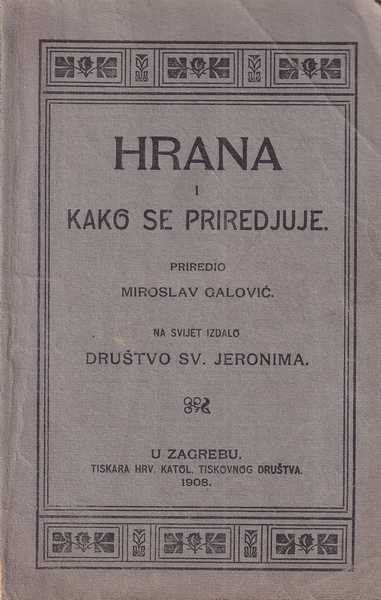 HRANA
I
KAKO SE PRIREDJUJE.
PRIREDIO
MIROSLAV GALOVIĆ.
NA SVIJET IZDALO
DRUŠTVO SV. JERONIMA.
U ZAGREBU.
TISKARA HRV. KATOL. TISKOVNOG DRUŠTVA.
1908.